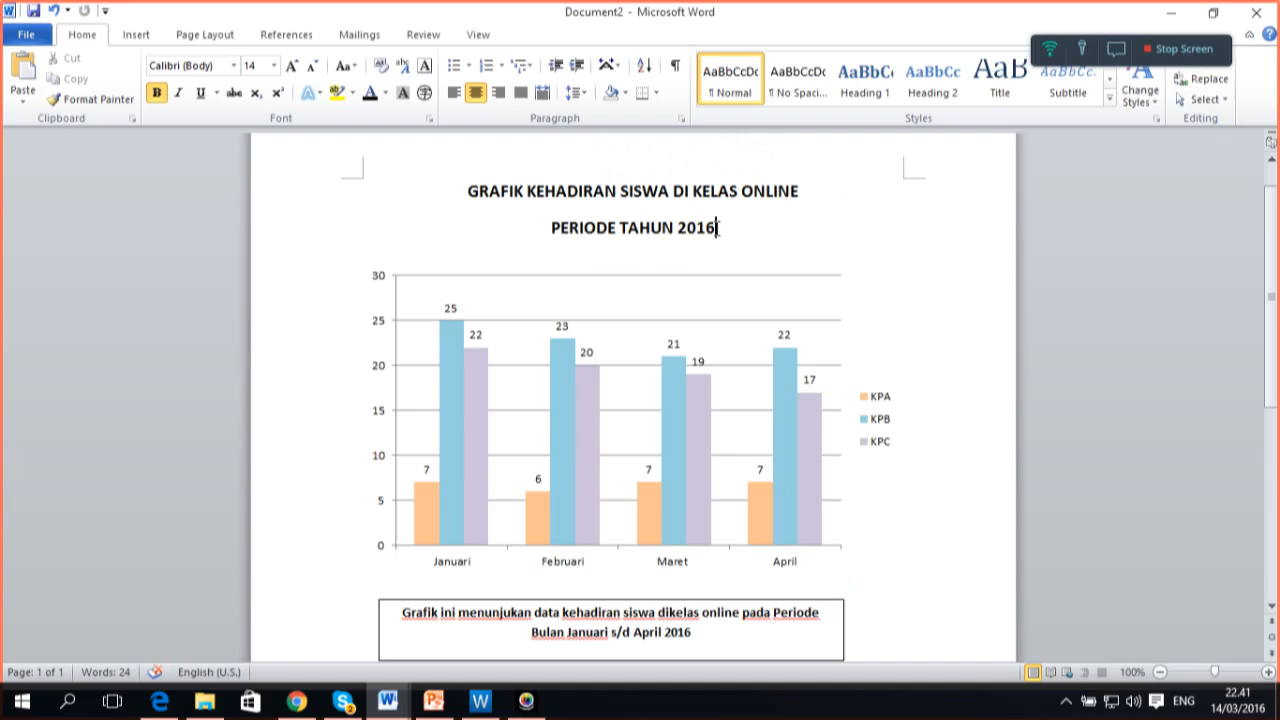 Document2 - Microsoft Word
File Home Insert Page Layout References Mailings Review View
Stop Screen
Paste
Cut
Copy
Format Painter
Clipboard
Calibri (Body) 14
Font
Paragraph
AaBbCcDc AaBbCcDc AaBbC AaBbCc AaB AaBbCc.
¶ Normal ¶ No Spaci... Heading 1 Heading 2 Title Subtitle
Change Styles
Styles
Replace
Select
Editing
GRAFIK KEHADIRAN SISWA DI KELAS ONLINE
PERIODE TAHUN 2016
30
25
20
15
10
5
0
7 25 22
6 23 20
7 21 19
7 22 17
Januari Februari Maret April
KPA
KPB
KPC
Grafik ini menunjukan data kehadiran siswa dikelas online pada Periode
Bulan Januari s/d April 2016
Page: 1 of 1 Words: 24 English (U.S.) 100%
ENG
22.41
14/03/2016